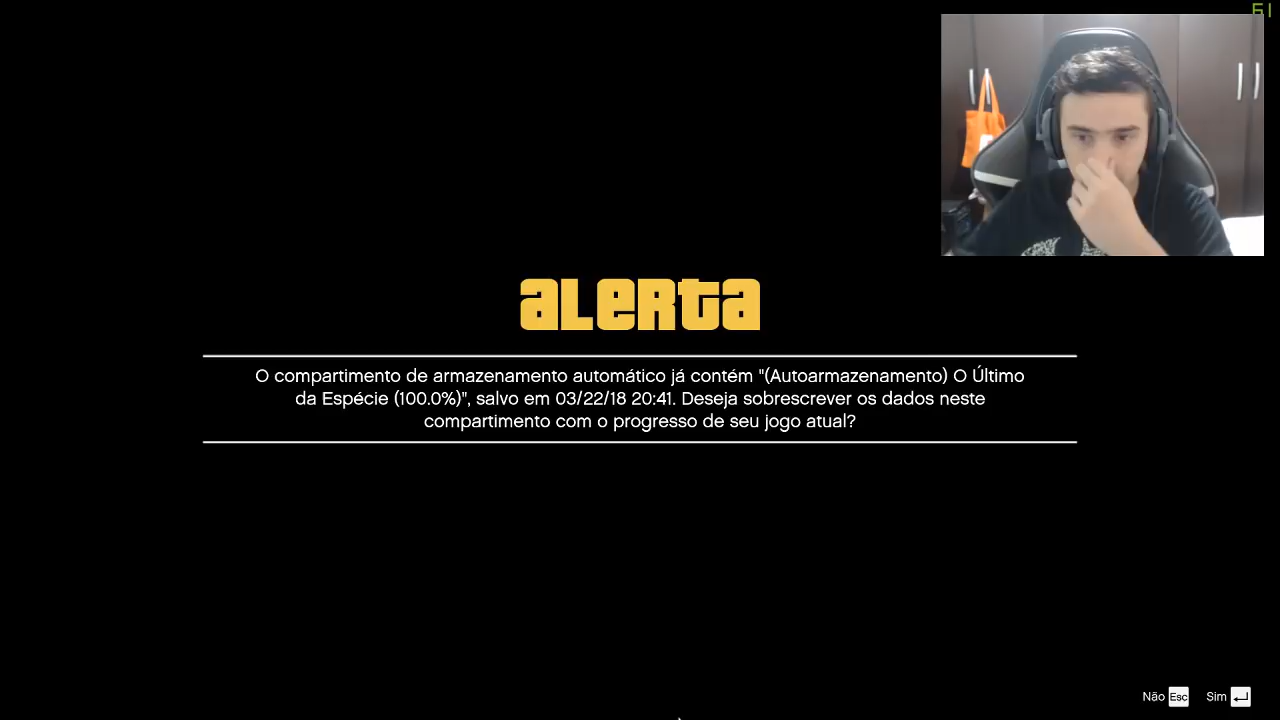 61
aLeRTa
O compartimento de armazenamento automático já contém "(Autoarmazenamento) O Último
da Espécie (100.0%)", salvo em 03/22/18 20:41. Deseja sobrescrever os dados neste
compartimento com o progresso de seu jogo atual?
Não Esc Sim